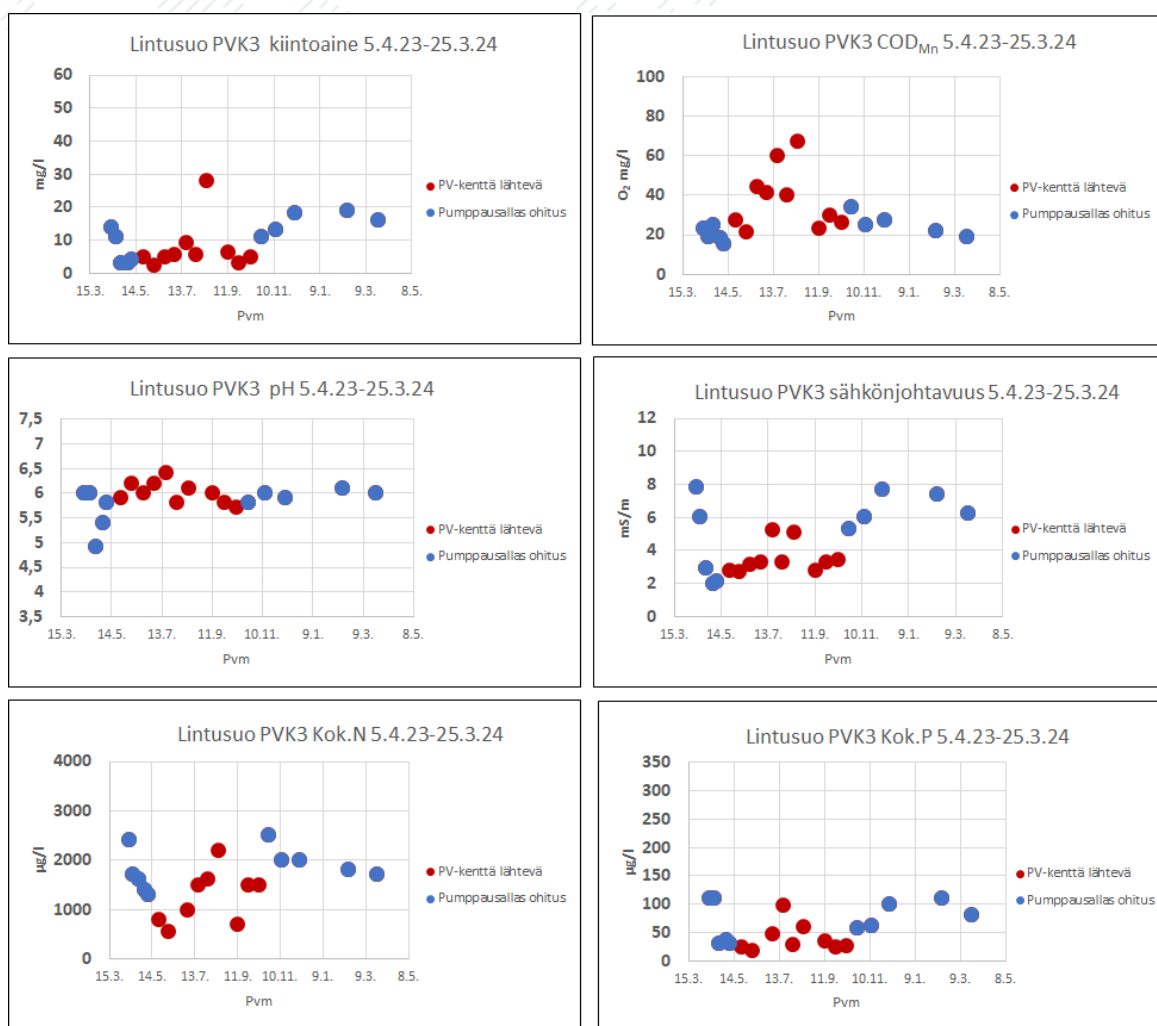 Lintusuo PVK3 kiintoaine 5.4.23-25.3.24
60
50
40
30
20
10
0
mg/l
15.3. 14.5. 13.7. 11.9. 10.11. 9.1. 9.3. 8.5.
Pvm
PV-kenttä lähtevä
Pumppausallas ohitus
Lintusuo PVK3 COD_Mn 5.4.23-25.3.24
100
80
60
40
20
0
O₂ mg/l
15.3. 14.5. 13.7. 11.9. 10.11. 9.1. 9.3. 8.5.
Pvm
PV-kenttä lähtevä
Pumppausallas ohitus
Lintusuo PVK3 pH 5.4.23-25.3.24
7,5
7
6,5
6
5,5
5
4,5
4
3,5
15.3. 14.5. 13.7. 11.9. 10.11. 9.1. 9.3. 8.5.
Pvm
PV-kenttä lähtevä
Pumppausallas ohitus
Lintusuo PVK3 sähkönjohtavuus 5.4.23-25.3.24
12
10
8
6
4
2
0
mS/m
15.3. 14.5. 13.7. 11.9. 10.11. 9.1. 9.3. 8.5.
Pvm
PV-kenttä lähtevä
Pumppausallas ohitus
Lintusuo PVK3 Kok.N 5.4.23-25.3.24
4000
3000
2000
1000
0
µg/l
15.3. 14.5. 13.7. 11.9. 10.11. 9.1. 9.3. 8.5.
Pvm
PV-kenttä lähtevä
Pumppausallas ohitus
Lintusuo PVK3 Kok.P 5.4.23-25.3.24
350
300
250
200
150
100
50
0
µg/l
15.3. 14.5. 13.7. 11.9. 10.11. 9.1. 9.3. 8.5.
Pvm
PV-kenttä lähtevä
Pumppausallas ohitus